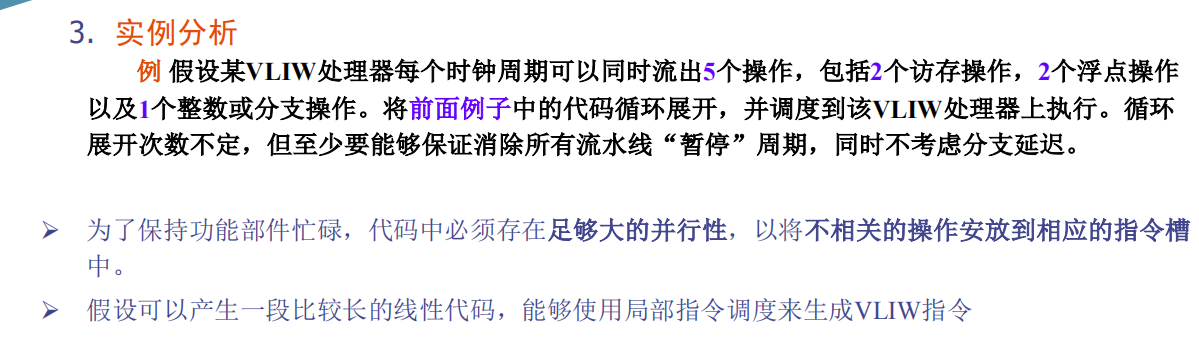 3. 实例分析
例 假设某VLIW处理器每个时钟周期可以同时流出5个操作，包括2个访存操作，2个浮点操作
以及1个整数或分支操作。将前面例子中的代码循环展开，并调度到该VLIW处理器上执行。循环
展开次数不定，但至少要能够保证消除所有流水线“暂停”周期，同时不考虑分支延迟。
➢ 为了保持功能部件忙碌，代码中必须存在足够大的并行性，以将不相关的操作安放到相应的指令槽
中。
➢ 假设可以产生一段比较长的线性代码，能够使用局部指令调度来生成VLIW指令